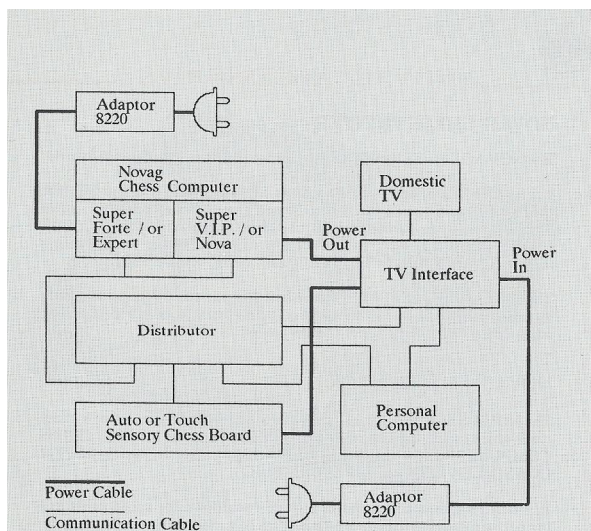 Adaptor
8220
Novag
Chess Computer
Super
Forte / or
Expert
Super
V.I.P. / or
Nova
Domestic
TV
Power
Out
TV Interface
Power
In
Distributor
Auto or Touch
Sensory Chess Board
Personal
Computer
Power Cable
Adaptor
8220
Communication Cable